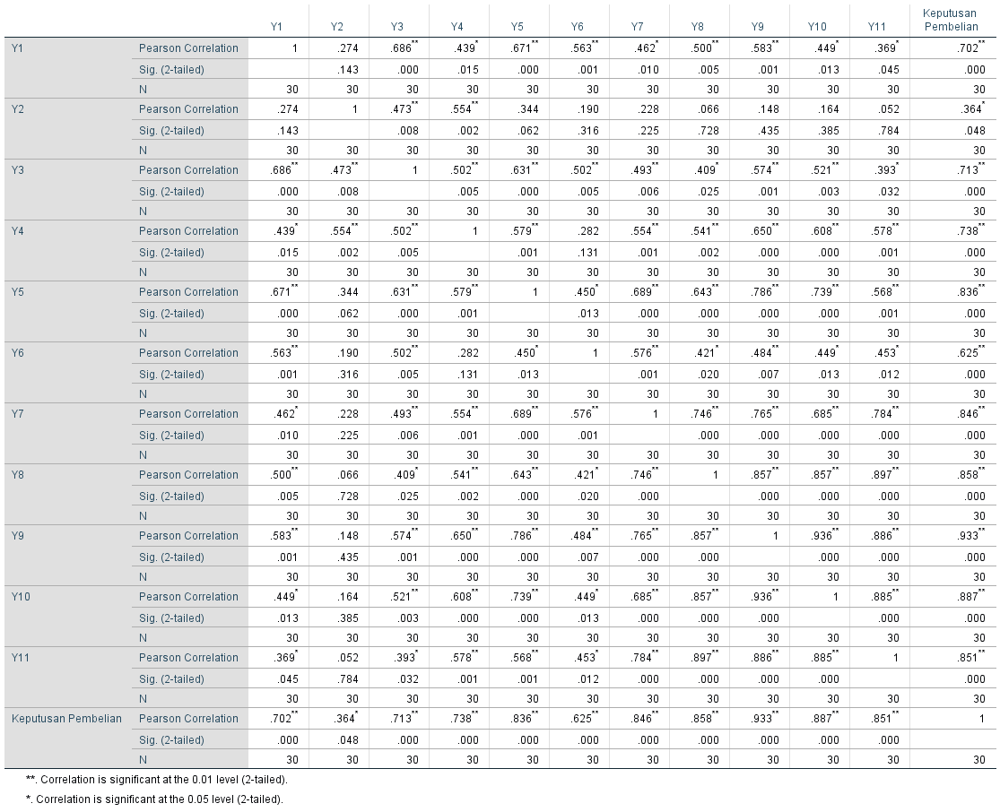 Y1 Y2 Y3 Y4 Y5 Y6 Y7 Y8 Y9 Y10 Y11 Keputusan Pembelian
Y1 Pearson Correlation 1 .274 .686** .439* .671** .563** .462* .500** .583** .449* .369* .702**
Sig. (2-tailed) .143 .000 .015 .000 .001 .010 .005 .001 .013 .045 .000
N 30 30 30 30 30 30 30 30 30 30 30 30
Y2 Pearson Correlation .274 1 .473** .554** .344 .190 .228 .066 .148 .164 .052 .364*
Sig. (2-tailed) .143 .008 .002 .062 .316 .225 .728 .435 .385 .784 .048
N 30 30 30 30 30 30 30 30 30 30 30 30
Y3 Pearson Correlation .686** .473** 1 .502** .631** .502** .493** .409* .574** .521** .393* .713**
Sig. (2-tailed) .000 .008 .005 .000 .005 .006 .025 .001 .003 .032 .000
N 30 30 30 30 30 30 30 30 30 30 30 30
Y4 Pearson Correlation .439* .554** .502** 1 .579** .282 .554** .541** .650** .608** .578** .738**
Sig. (2-tailed) .015 .002 .005 .001 .131 .001 .002 .000 .000 .001 .000
N 30 30 30 30 30 30 30 30 30 30 30 30
Y5 Pearson Correlation .671** .344 .631** .579** 1 .450* .689** .643** .786** .739** .568** .836**
Sig. (2-tailed) .000 .062 .000 .001 .013 .000 .000 .000 .000 .001 .000
N 30 30 30 30 30 30 30 30 30 30 30 30
Y6 Pearson Correlation .563** .190 .502** .282 .450* 1 .576** .421* .484** .449* .453* .625**
Sig. (2-tailed) .001 .316 .005 .131 .013 .001 .020 .007 .013 .012 .000
N 30 30 30 30 30 30 30 30 30 30 30 30
Y7 Pearson Correlation .462* .228 .493** .554** .689** .576** 1 .746** .765** .685** .784** .846**
Sig. (2-tailed) .010 .225 .006 .001 .000 .001 .000 .000 .000 .000 .000
N 30 30 30 30 30 30 30 30 30 30 30 30
Y8 Pearson Correlation .500** .066 .409* .541** .643** .421* .746** 1 .857** .857** .897** .858**
Sig. (2-tailed) .005 .728 .025 .002 .000 .020 .000 .000 .000 .000 .000
N 30 30 30 30 30 30 30 30 30 30 30 30
Y9 Pearson Correlation .583** .148 .574** .650** .786** .484** .765** .857** 1 .936** .886** .933**
Sig. (2-tailed) .001 .435 .001 .000 .000 .007 .000 .000 .000 .000 .000
N 30 30 30 30 30 30 30 30 30 30 30 30
Y10 Pearson Correlation .449* .164 .521** .608** .739** .449* .685** .857** .936** 1 .885** .887**
Sig. (2-tailed) .013 .385 .003 .000 .000 .013 .000 .000 .000 .000 .000
N 30 30 30 30 30 30 30 30 30 30 30 30
Y11 Pearson Correlation .369* .052 .393* .578** .568** .453* .784** .897** .886** .885** 1 .851**
Sig. (2-tailed) .045 .784 .032 .001 .001 .012 .000 .000 .000 .000 .000
N 30 30 30 30 30 30 30 30 30 30 30 30
Keputusan Pembelian Pearson Correlation .702** .364* .713** .738** .836** .625** .846** .858** .933** .887** .851** 1
Sig. (2-tailed) .000 .048 .000 .000 .000 .000 .000 .000 .000 .000 .000
N 30 30 30 30 30 30 30 30 30 30 30 30
**. Correlation is significant at the 0.01 level (2-tailed).
*. Correlation is significant at the 0.05 level (2-tailed).